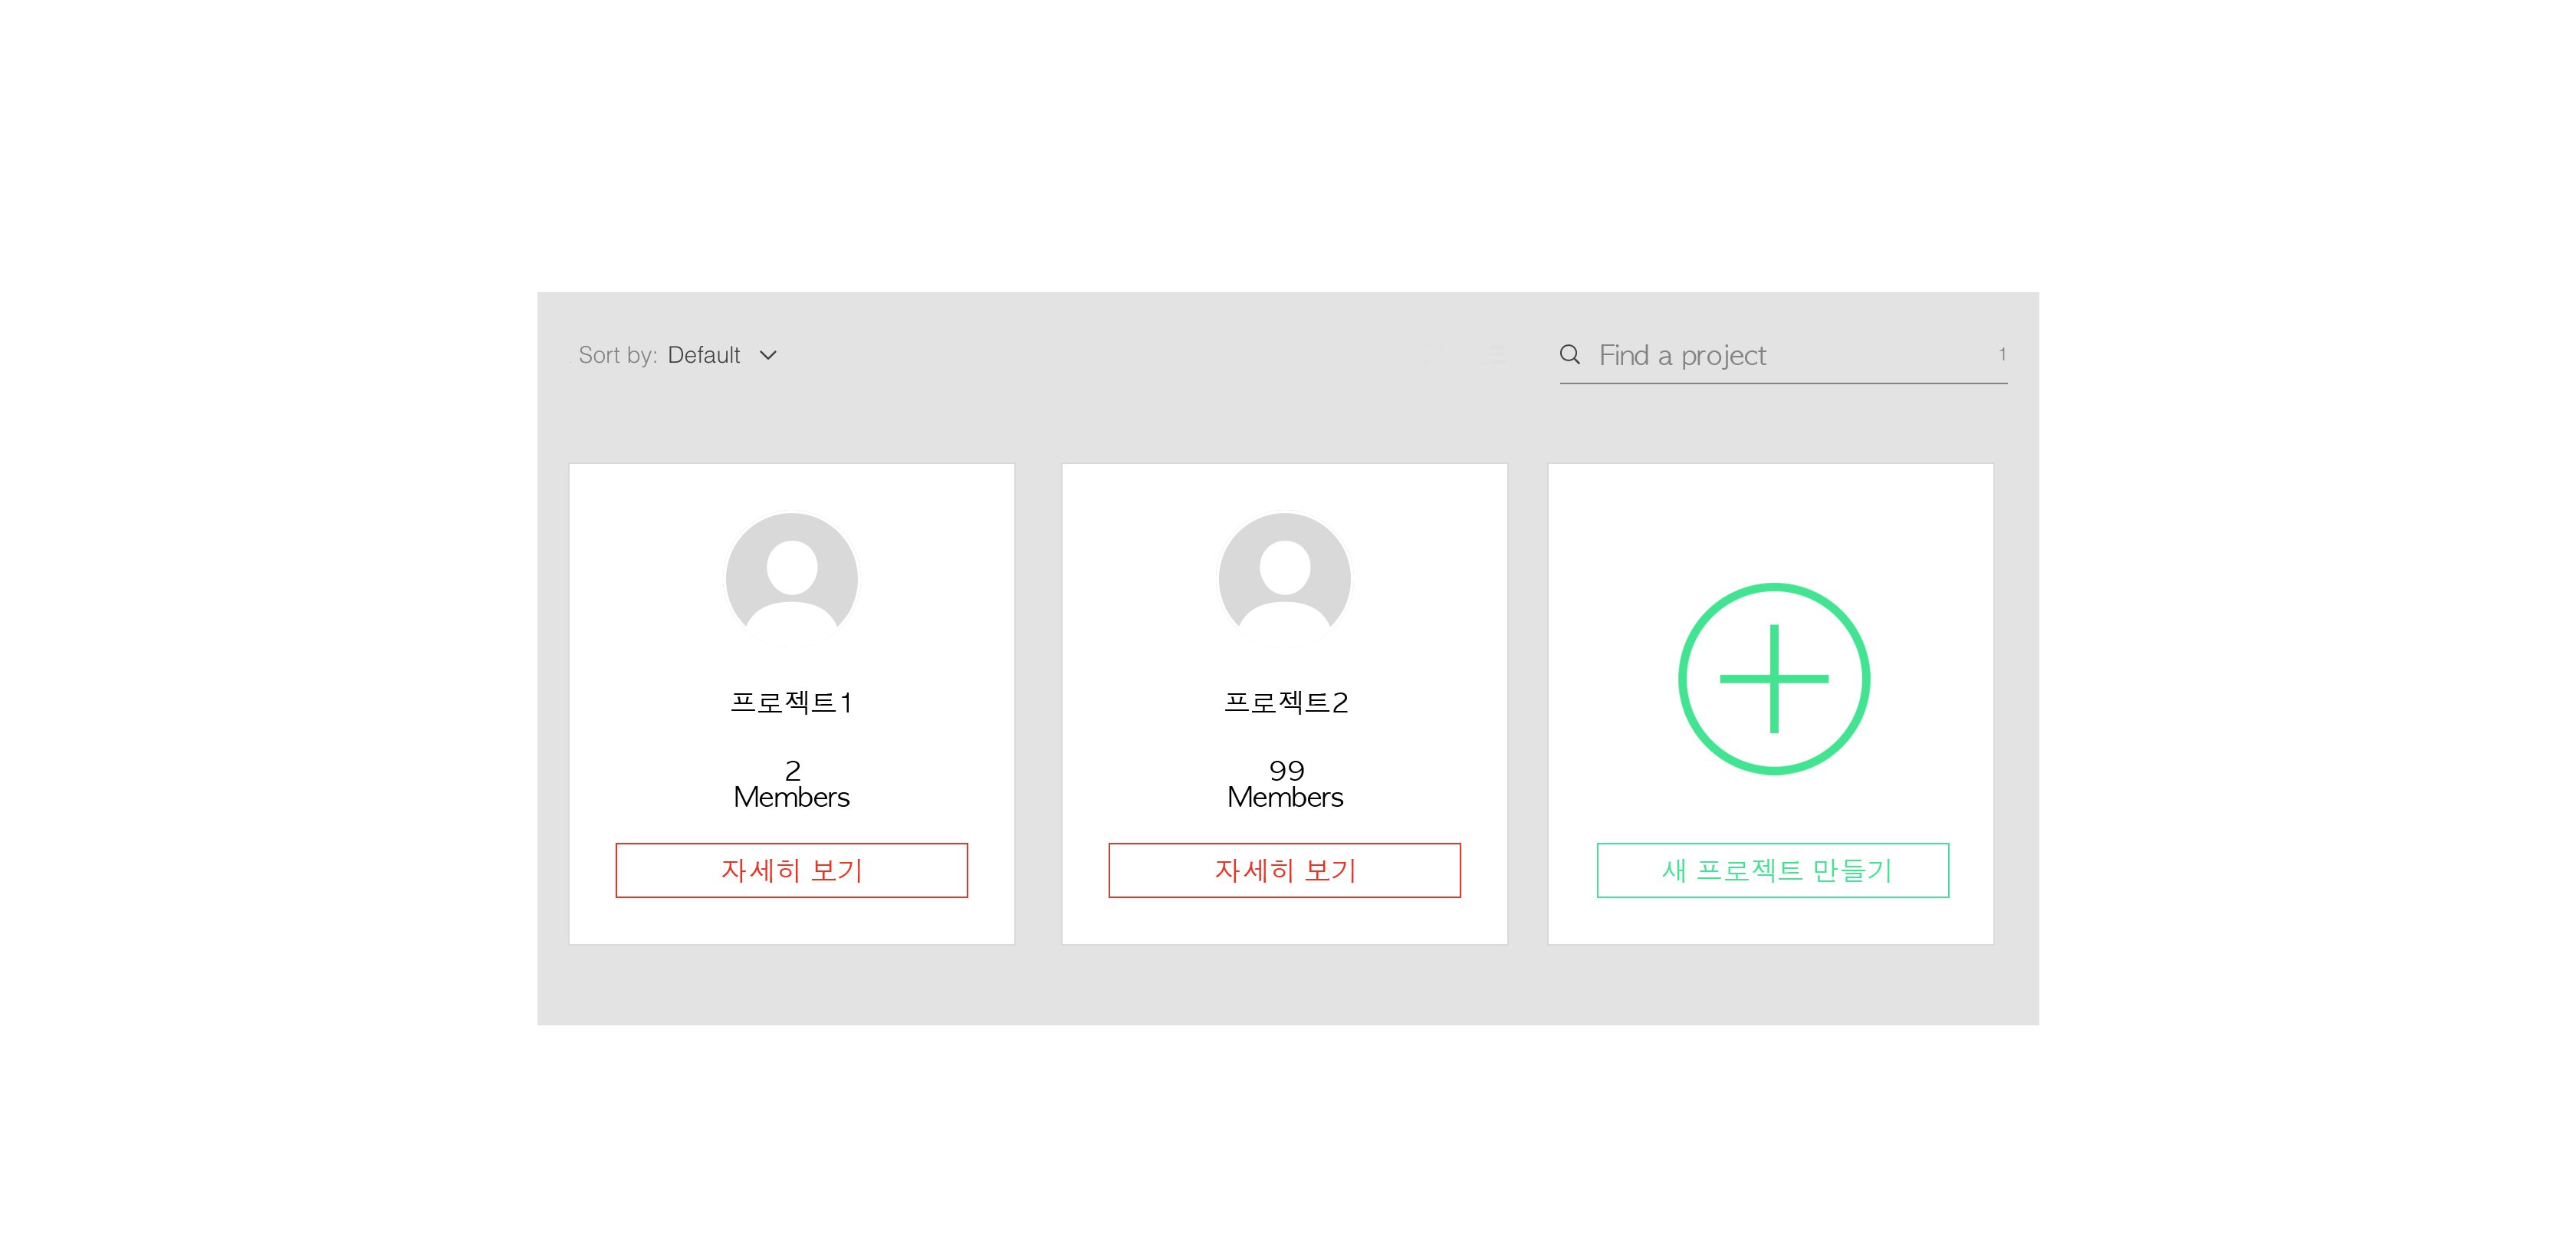 Sort by: Default
Find a project 1
프로젝트1
2
Members
자세히 보기
프로젝트2
99
Members
자세히 보기
새 프로젝트 만들기